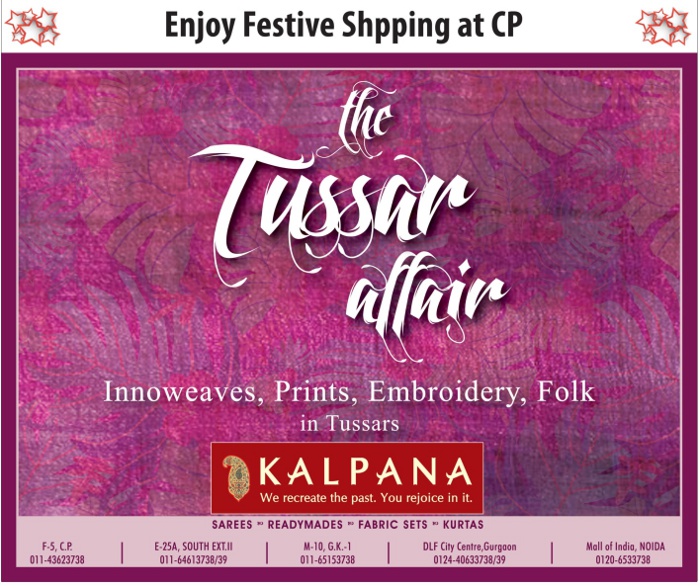 Enjoy Festive Shpping at CP
the
Tussar
affair
Innoweaves, Prints, Embroidery, Folk
in Tussars
KALPANA
We recreate the past. You rejoice in it.
SAREES READYMADES FABRIC SETS KURTAS
F-5, C.P. E-25A, SOUTH EXT.II M-10, G.K.-1 DLF City Centre,Gurgaon Mall of India, NOIDA
011-43623738 011-64613738/39 011-65153738 0124-40633738/39 0120-6533738